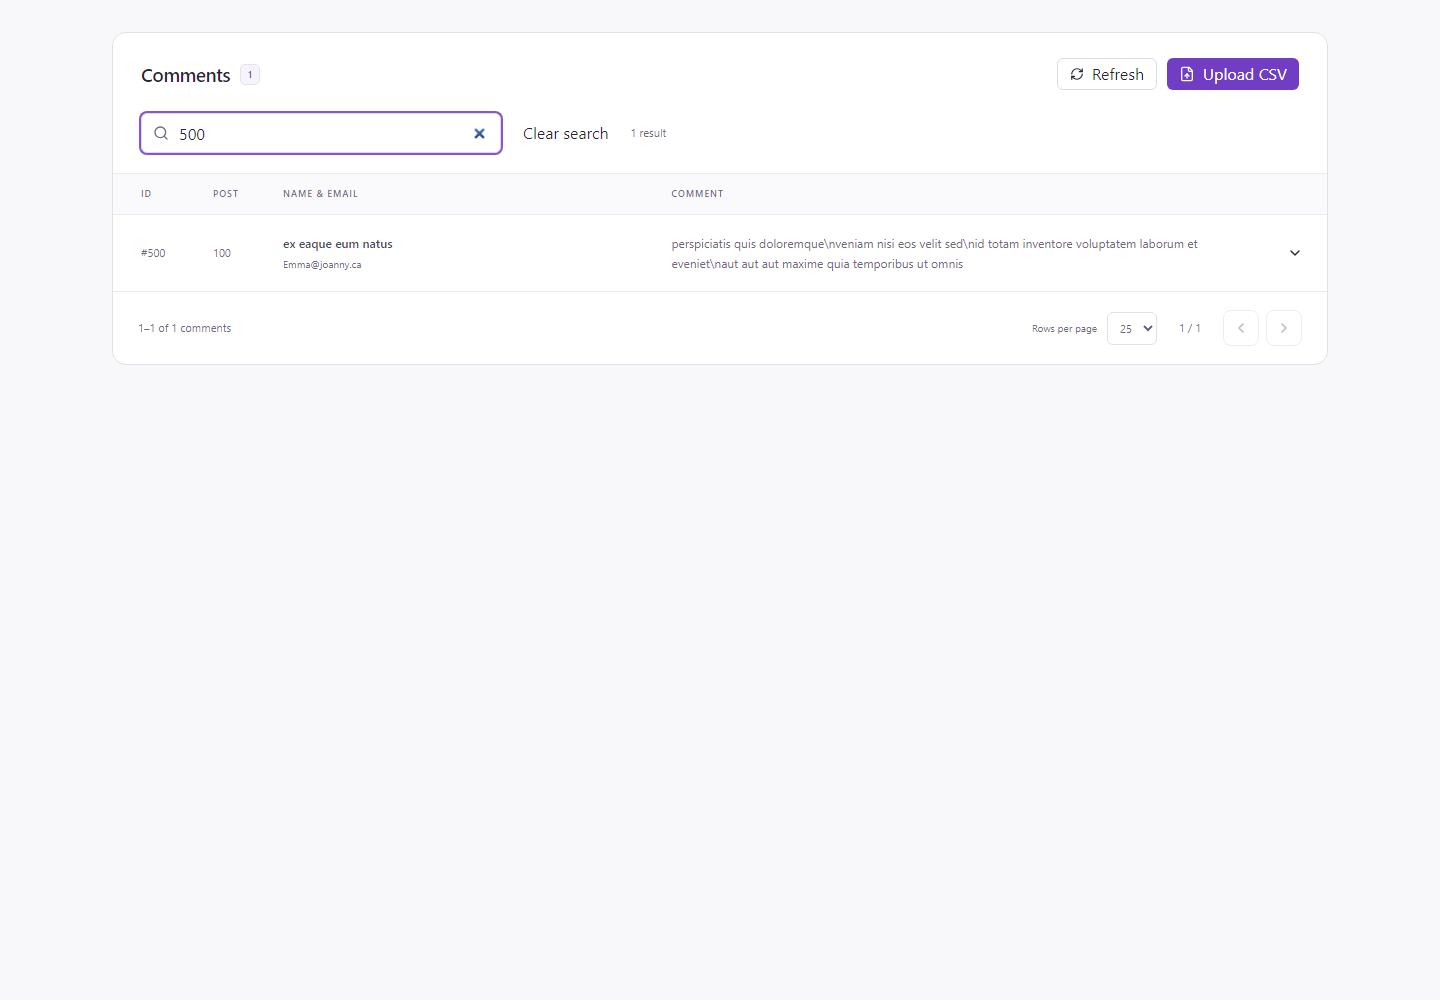 Comments 1
Refresh
Upload CSV
500
Clear search
1 result
ID POST NAME & EMAIL COMMENT
#500 100
ex eaque eum natus
Emma@joanny.ca
perspiciatis quis doloremque\nveniam nisi eos velit sed\nid totam inventore voluptatem laborum et
eveniet\naut aut aut maxime quia temporibus ut omnis
1–1 of 1 comments
Rows per page 25
1 / 1